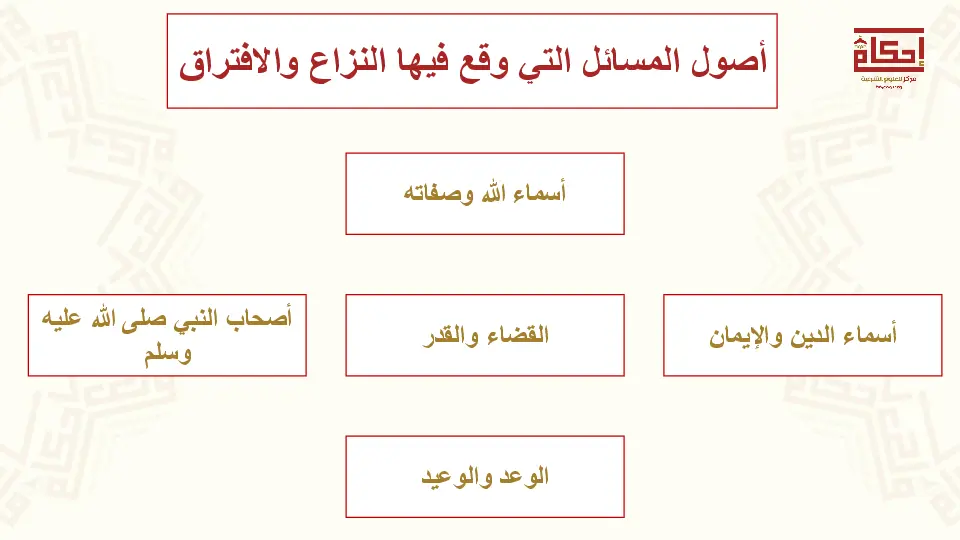 أصول المسائل التي وقع فيها النزاع والافتراق
إحكام
مركز للعلوم الشرعية
أسماء الله وصفاته
أسماء الدين والإيمان
القضاء والقدر
أصحاب النبي صلى الله عليه
وسلم
الوعد والوعيد